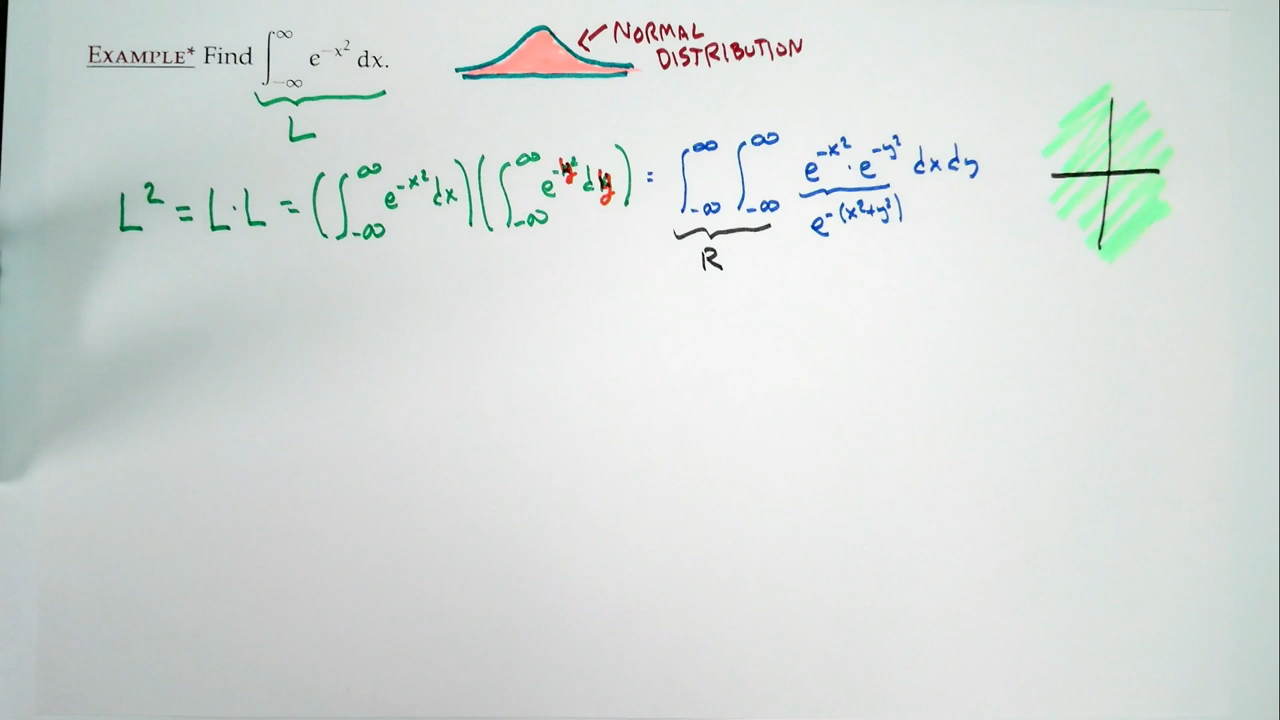 EXAMPLE* Find ∫_{-∞}^{∞} e^{-x²} dx.
NORMAL
DISTRIBUTION
L
L² = L·L = (∫_{-∞}^{∞} e^{-x²} dx)(∫_{-∞}^{∞} e^{-y²} dy) = ∫_{-∞}^{∞} ∫_{-∞}^{∞} e^{-x²} · e^{-y²} dx dy
e^{-(x²+y²)}
R